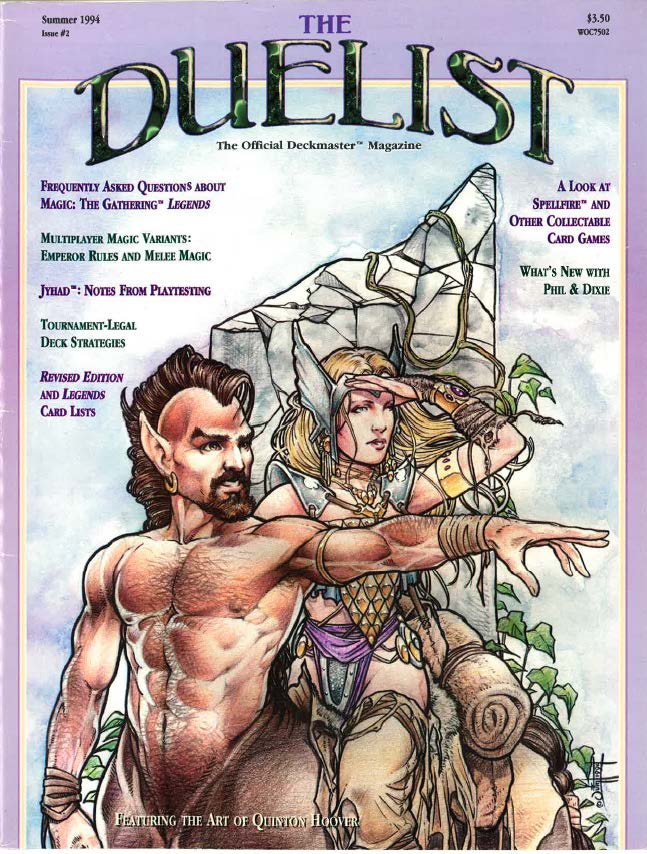 Summer 1994
Issue #2
THE
$3.50
WOC7502
DUELIST
The Official Deckmaster™ Magazine
Frequently Asked Questions about
Magic: The Gathering™ Legends
Multiplayer Magic Variants:
Emperor Rules and Melee Magic
Jyhad™: Notes From Playtesting
Tournament-Legal
Deck Strategies
Revised Edition
and Legends
Card Lists
A Look at
Spellfire™ and
Other Collectable
Card Games
What's New with
Phil & Dixie
Featuring the Art of Quinton Hoover